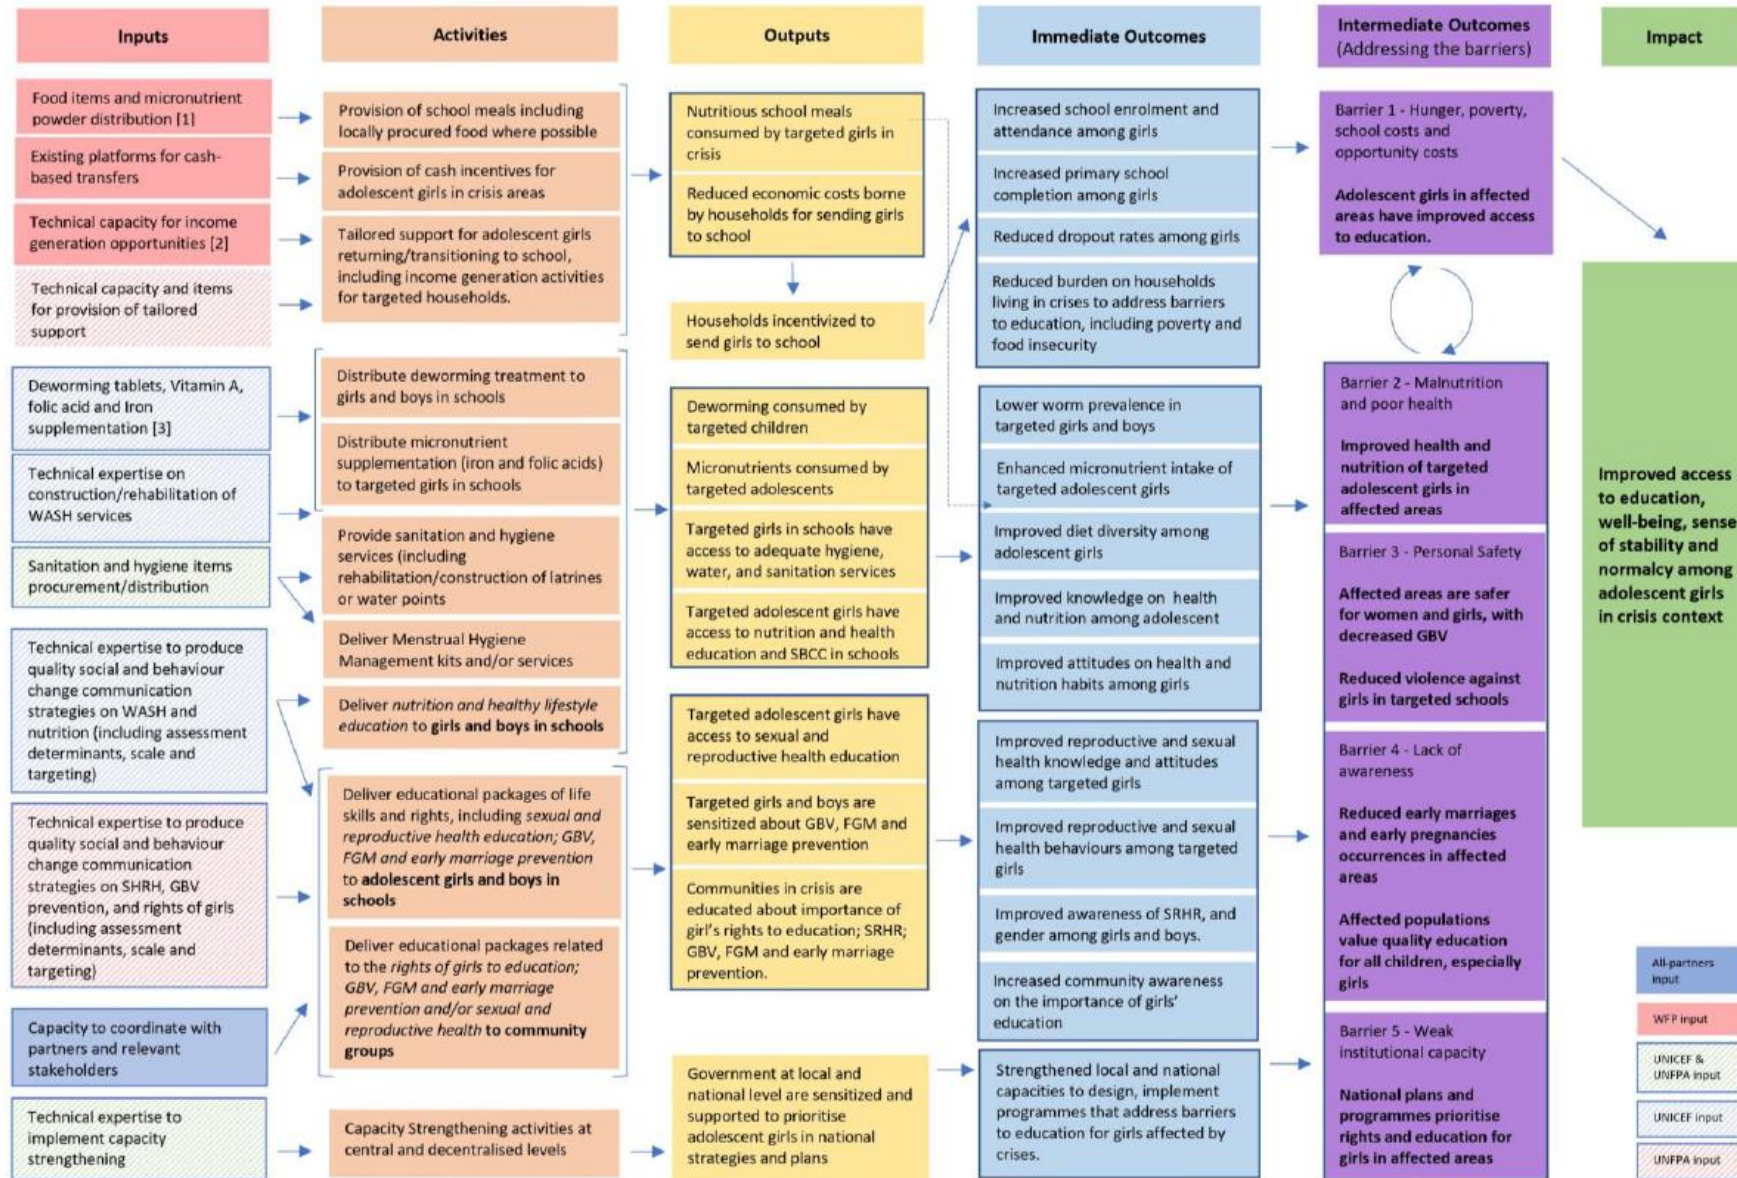 Inputs
Food items and micronutrient
powder distribution [1]
Existing platforms for cash-
based transfers
Technical capacity for income
generation opportunities [2]
Technical capacity and items
for provision of tailored
support
Deworming tablets, Vitamin A,
folic acid and Iron
supplementation [3]
Technical expertise on
construction/rehabilitation of
WASH services
Sanitation and hygiene items
procurement/distribution
Technical expertise to produce
quality social and behaviour
change communication
strategies on WASH and
nutrition (including assessment
determinants, scale and
targeting)
Technical expertise to produce
quality social and behaviour
change communication
strategies on SHRH, GBV
prevention, and rights of girls
(including assessment
determinants, scale and
targeting)
Capacity to coordinate with
partners and relevant
stakeholders
Technical expertise to
implement capacity
strengthening
Activities
Provision of school meals including
locally procured food where possible
Provision of cash incentives for
adolescent girls in crisis areas
Tailored support for adolescent girls
returning/transitioning to school,
including income generation activities
for targeted households.
Distribute deworming treatment to
girls and boys in schools
Distribute micronutrient
supplementation (iron and folic acids)
to targeted girls in schools
Provide sanitation and hygiene
services (including
rehabilitation/construction of latrines
or water points
Deliver Menstrual Hygiene
Management kits and/or services
Deliver nutrition and healthy lifestyle
education to girls and boys in schools
Deliver educational packages of life
skills and rights, including sexual and
reproductive health education; GBV,
FGM and early marriage prevention
to adolescent girls and boys in
schools
Deliver educational packages related
to the rights of girls to education;
GBV, FGM and early marriage
prevention and/or sexual and
reproductive health to community
groups
Capacity Strengthening activities at
central and decentralised levels
Outputs
Nutritious school meals
consumed by targeted girls in
crisis
Reduced economic costs borne
by households for sending girls
to school
Households incentivized to
send girls to school
Deworming consumed by
targeted children
Micronutrients consumed by
targeted adolescents
Targeted girls in schools have
access to adequate hygiene,
water, and sanitation services
Targeted adolescent girls have
access to nutrition and health
education and SBCC in schools
Targeted adolescent girls have
access to sexual and
reproductive health education
Targeted girls and boys are
sensitized about GBV, FGM and
early marriage prevention
Communities in crisis are
educated about importance of
girl's rights to education; SRHR;
GBV, FGM and early marriage
prevention.
Government at local and
national level are sensitized and
supported to prioritise
adolescent girls in national
strategies and plans
Immediate Outcomes
Increased school enrolment and
attendance among girls
Increased primary school
completion among girls
Reduced dropout rates among girls
Reduced burden on households
living in crises to address barriers
to education, including poverty and
food insecurity
Lower worm prevalence in
targeted girls and boys
Enhanced micronutrient intake of
targeted adolescent girls
Improved diet diversity among
adolescent girls
Improved knowledge on health
and nutrition among adolescent
Improved attitudes on health and
nutrition habits among girls
Improved reproductive and sexual
health knowledge and attitudes
among targeted girls
Improved reproductive and sexual
health behaviours among targeted
girls
Improved awareness of SRHR, and
gender among girls and boys.
Increased community awareness
on the importance of girls'
education
Strengthened local and national
capacities to design, implement
programmes that address barriers
to education for girls affected by
crises.
Intermediate Outcomes
(Addressing the barriers)
Barrier 1 - Hunger, poverty,
school costs and
opportunity costs
Adolescent girls in affected
areas have improved access
to education.
Barrier 2 - Malnutrition
and poor health
Improved health and
nutrition of targeted
adolescent girls in
affected areas
Barrier 3 - Personal Safety
Affected areas are safer
for women and girls, with
decreased GBV
Reduced violence against
girls in targeted schools
Barrier 4 - Lack of
awareness
Reduced early marriages
and early pregnancies
occurrences in affected
areas
Affected populations
value quality education
for all children, especially
girls
Barrier 5 - Weak
institutional capacity
National plans and
programmes prioritise
rights and education for
girls in affected areas
Impact
Improved access
to education,
well-being, sense
of stability and
normalcy among
adolescent girls
in crisis context
All-partners
input
WFP input
UNICEF &
UNFPA input
UNICEF input
UNFPA input